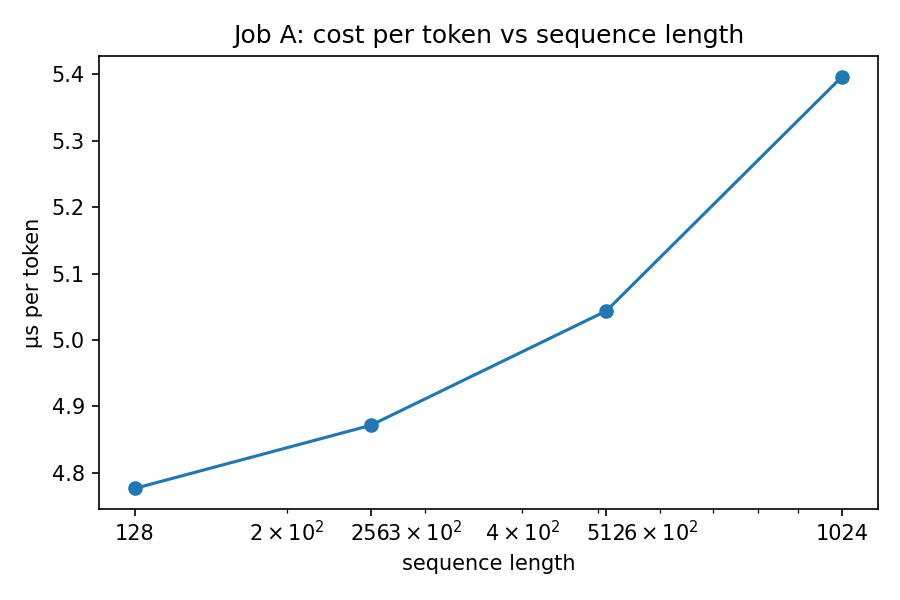 Job A: cost per token vs sequence length
µs per token
5.4
5.3
5.2
5.1
5.0
4.9
4.8
128 2 × 10² 256 3 × 10² 4 × 10² 512 6 × 10² 1024
sequence length